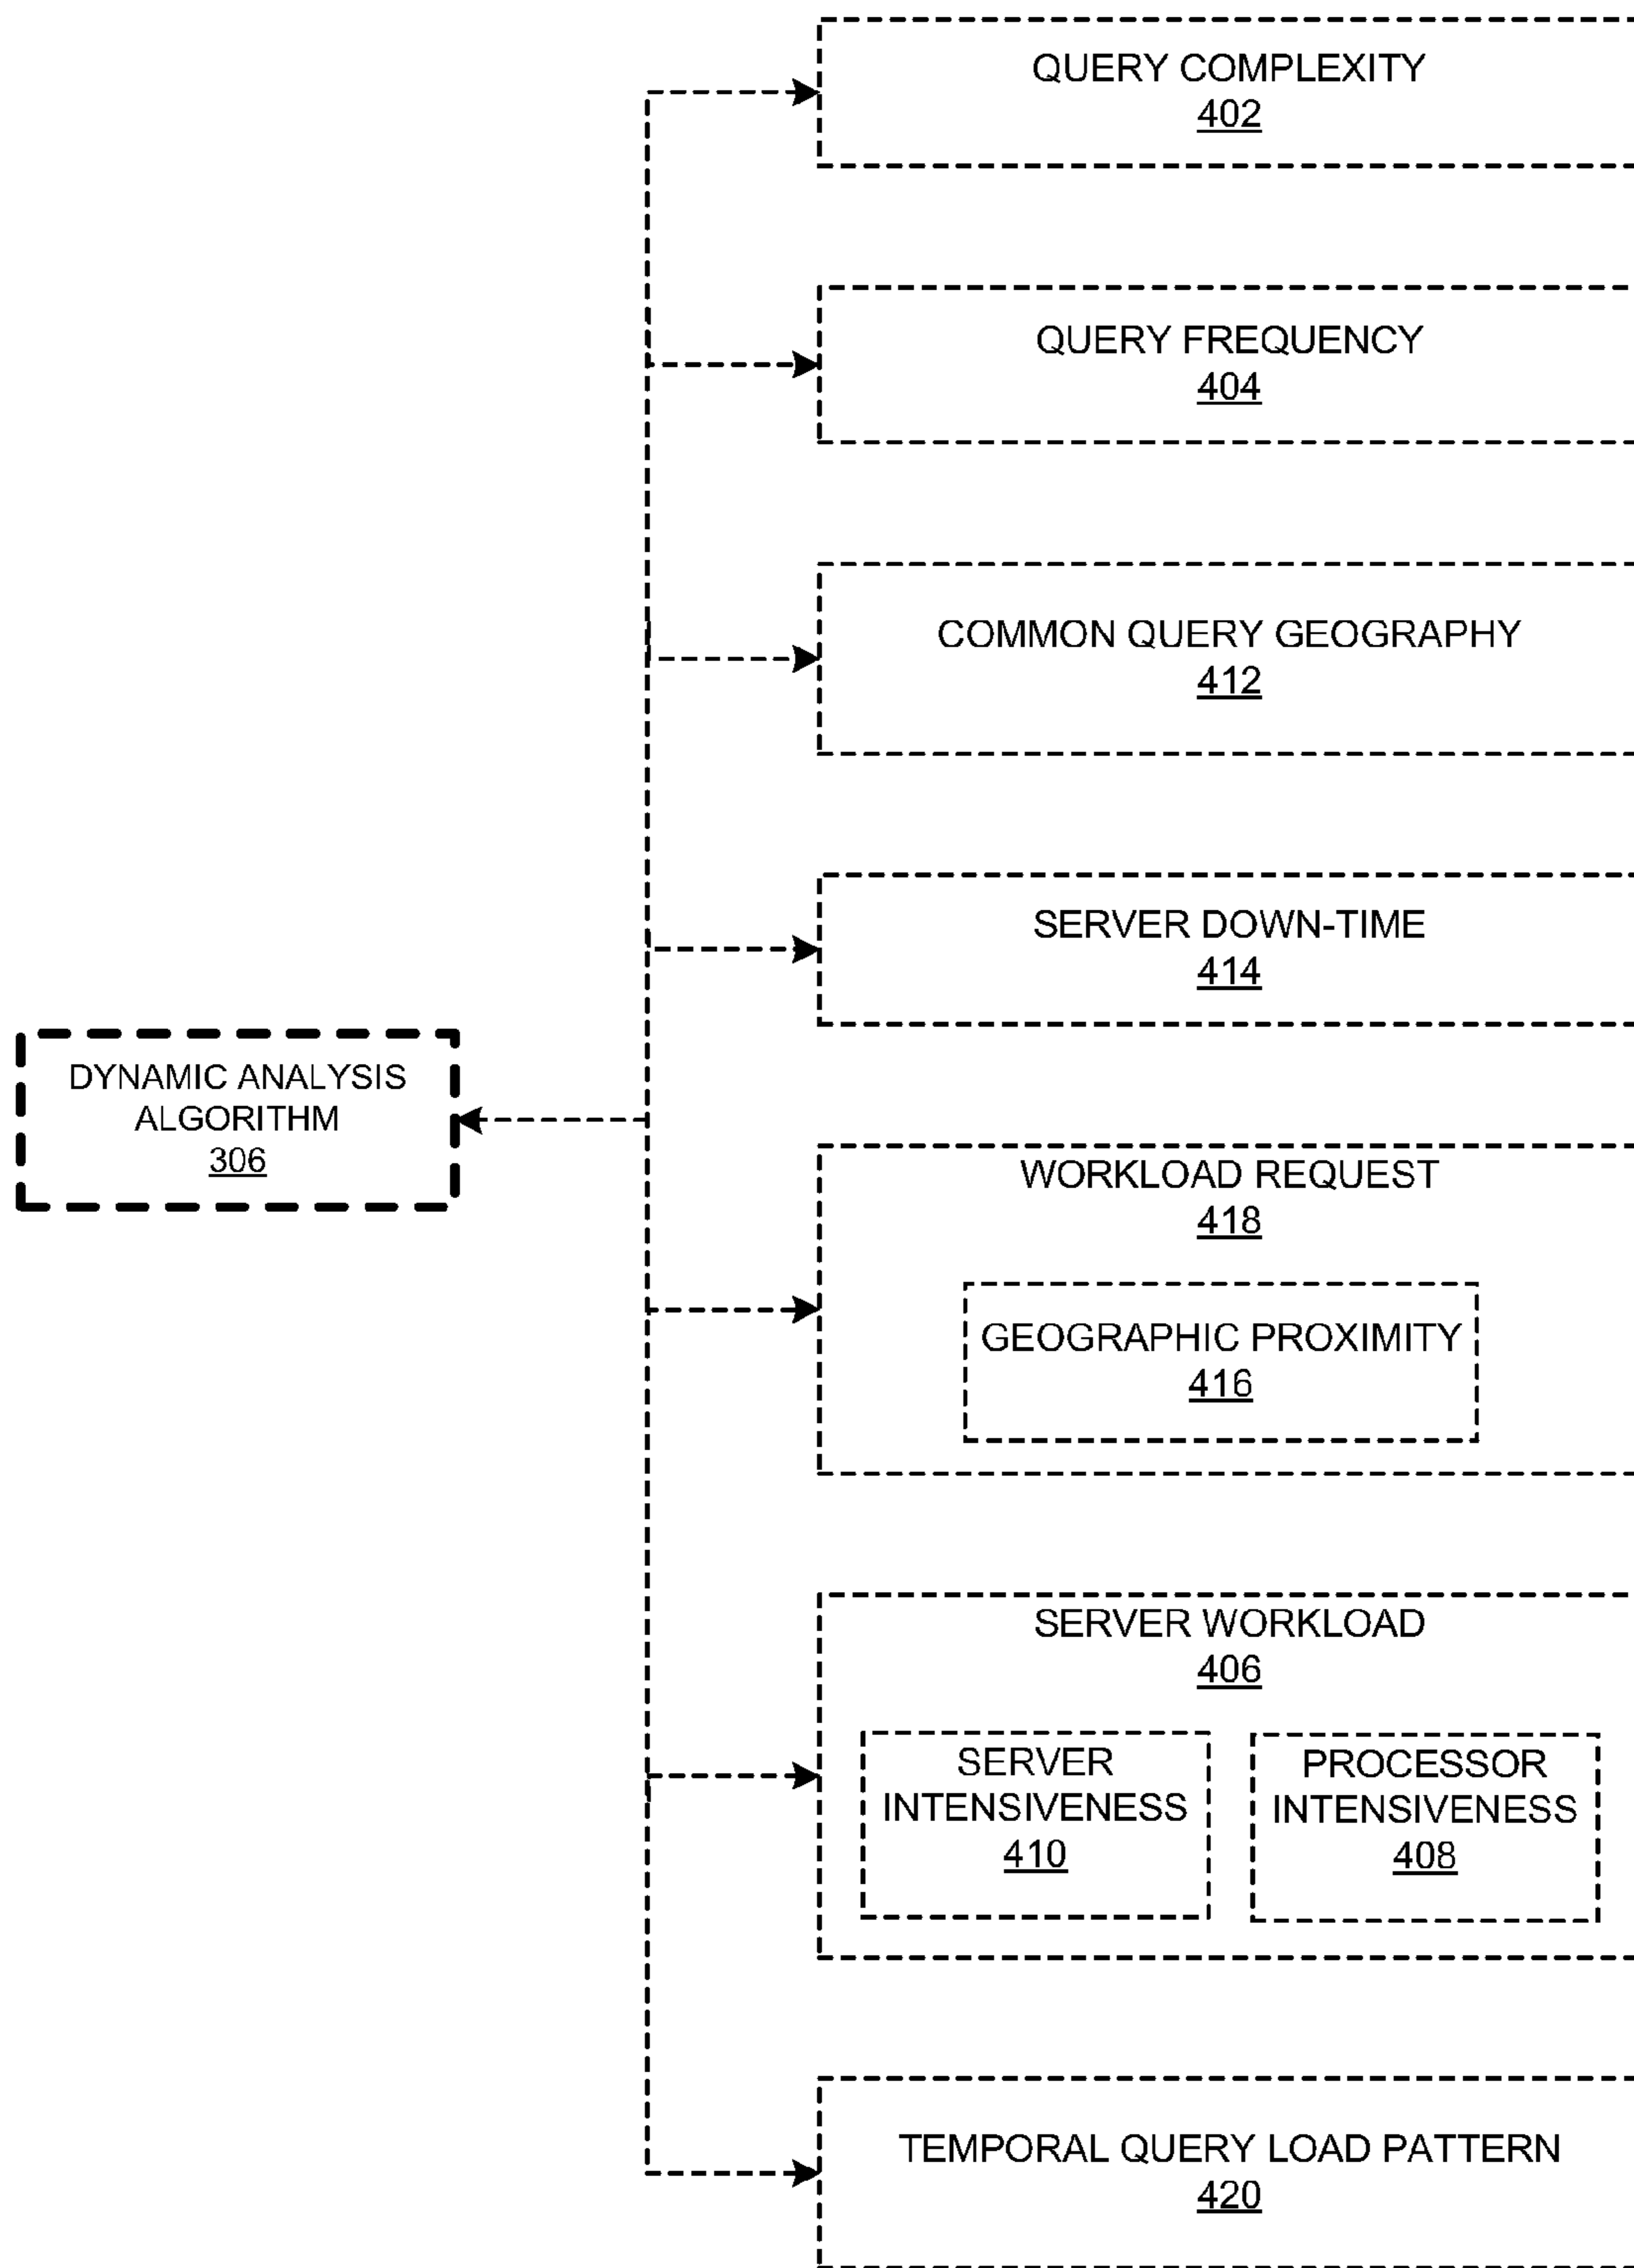 QUERY COMPLEXITY
402
QUERY FREQUENCY
404
COMMON QUERY GEOGRAPHY
412
SERVER DOWN-TIME
414
DYNAMIC ANALYSIS
ALGORITHM
306
WORKLOAD REQUEST
418
GEOGRAPHIC PROXIMITY
416
SERVER WORKLOAD
406
SERVER
INTENSIVENESS
410
PROCESSOR
INTENSIVENESS
408
TEMPORAL QUERY LOAD PATTERN
420